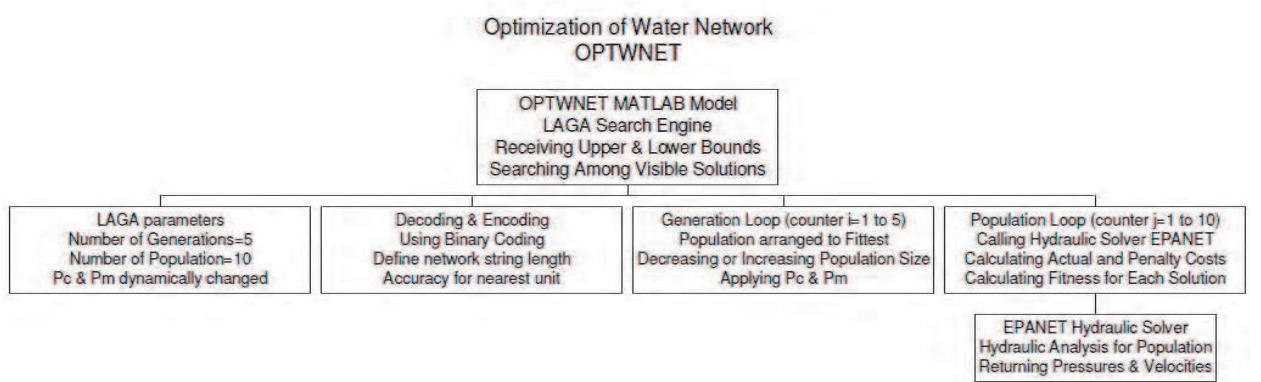 Optimization of Water Network
OPTWNET
OPTWNET MATLAB Model
LAGA Search Engine
Receiving Upper & Lower Bounds
Searching Among Visible Solutions
LAGA parameters
Number of Generations=5
Number of Population=10
Pc & Pm dynamically changed
Decoding & Encoding
Using Binary Coding
Define network string length
Accuracy for nearest unit
Generation Loop (counter i=1 to 5)
Population arranged to Fittest
Decreasing or Increasing Population Size
Applying Pc & Pm
Population Loop (counter j=1 to 10)
Calling Hydraulic Solver EPANET
Calculating Actual and Penalty Costs
Calculating Fitness for Each Solution
EPANET Hydraulic Solver
Hydraulic Analysis for Population
Returning Pressures & Velocities